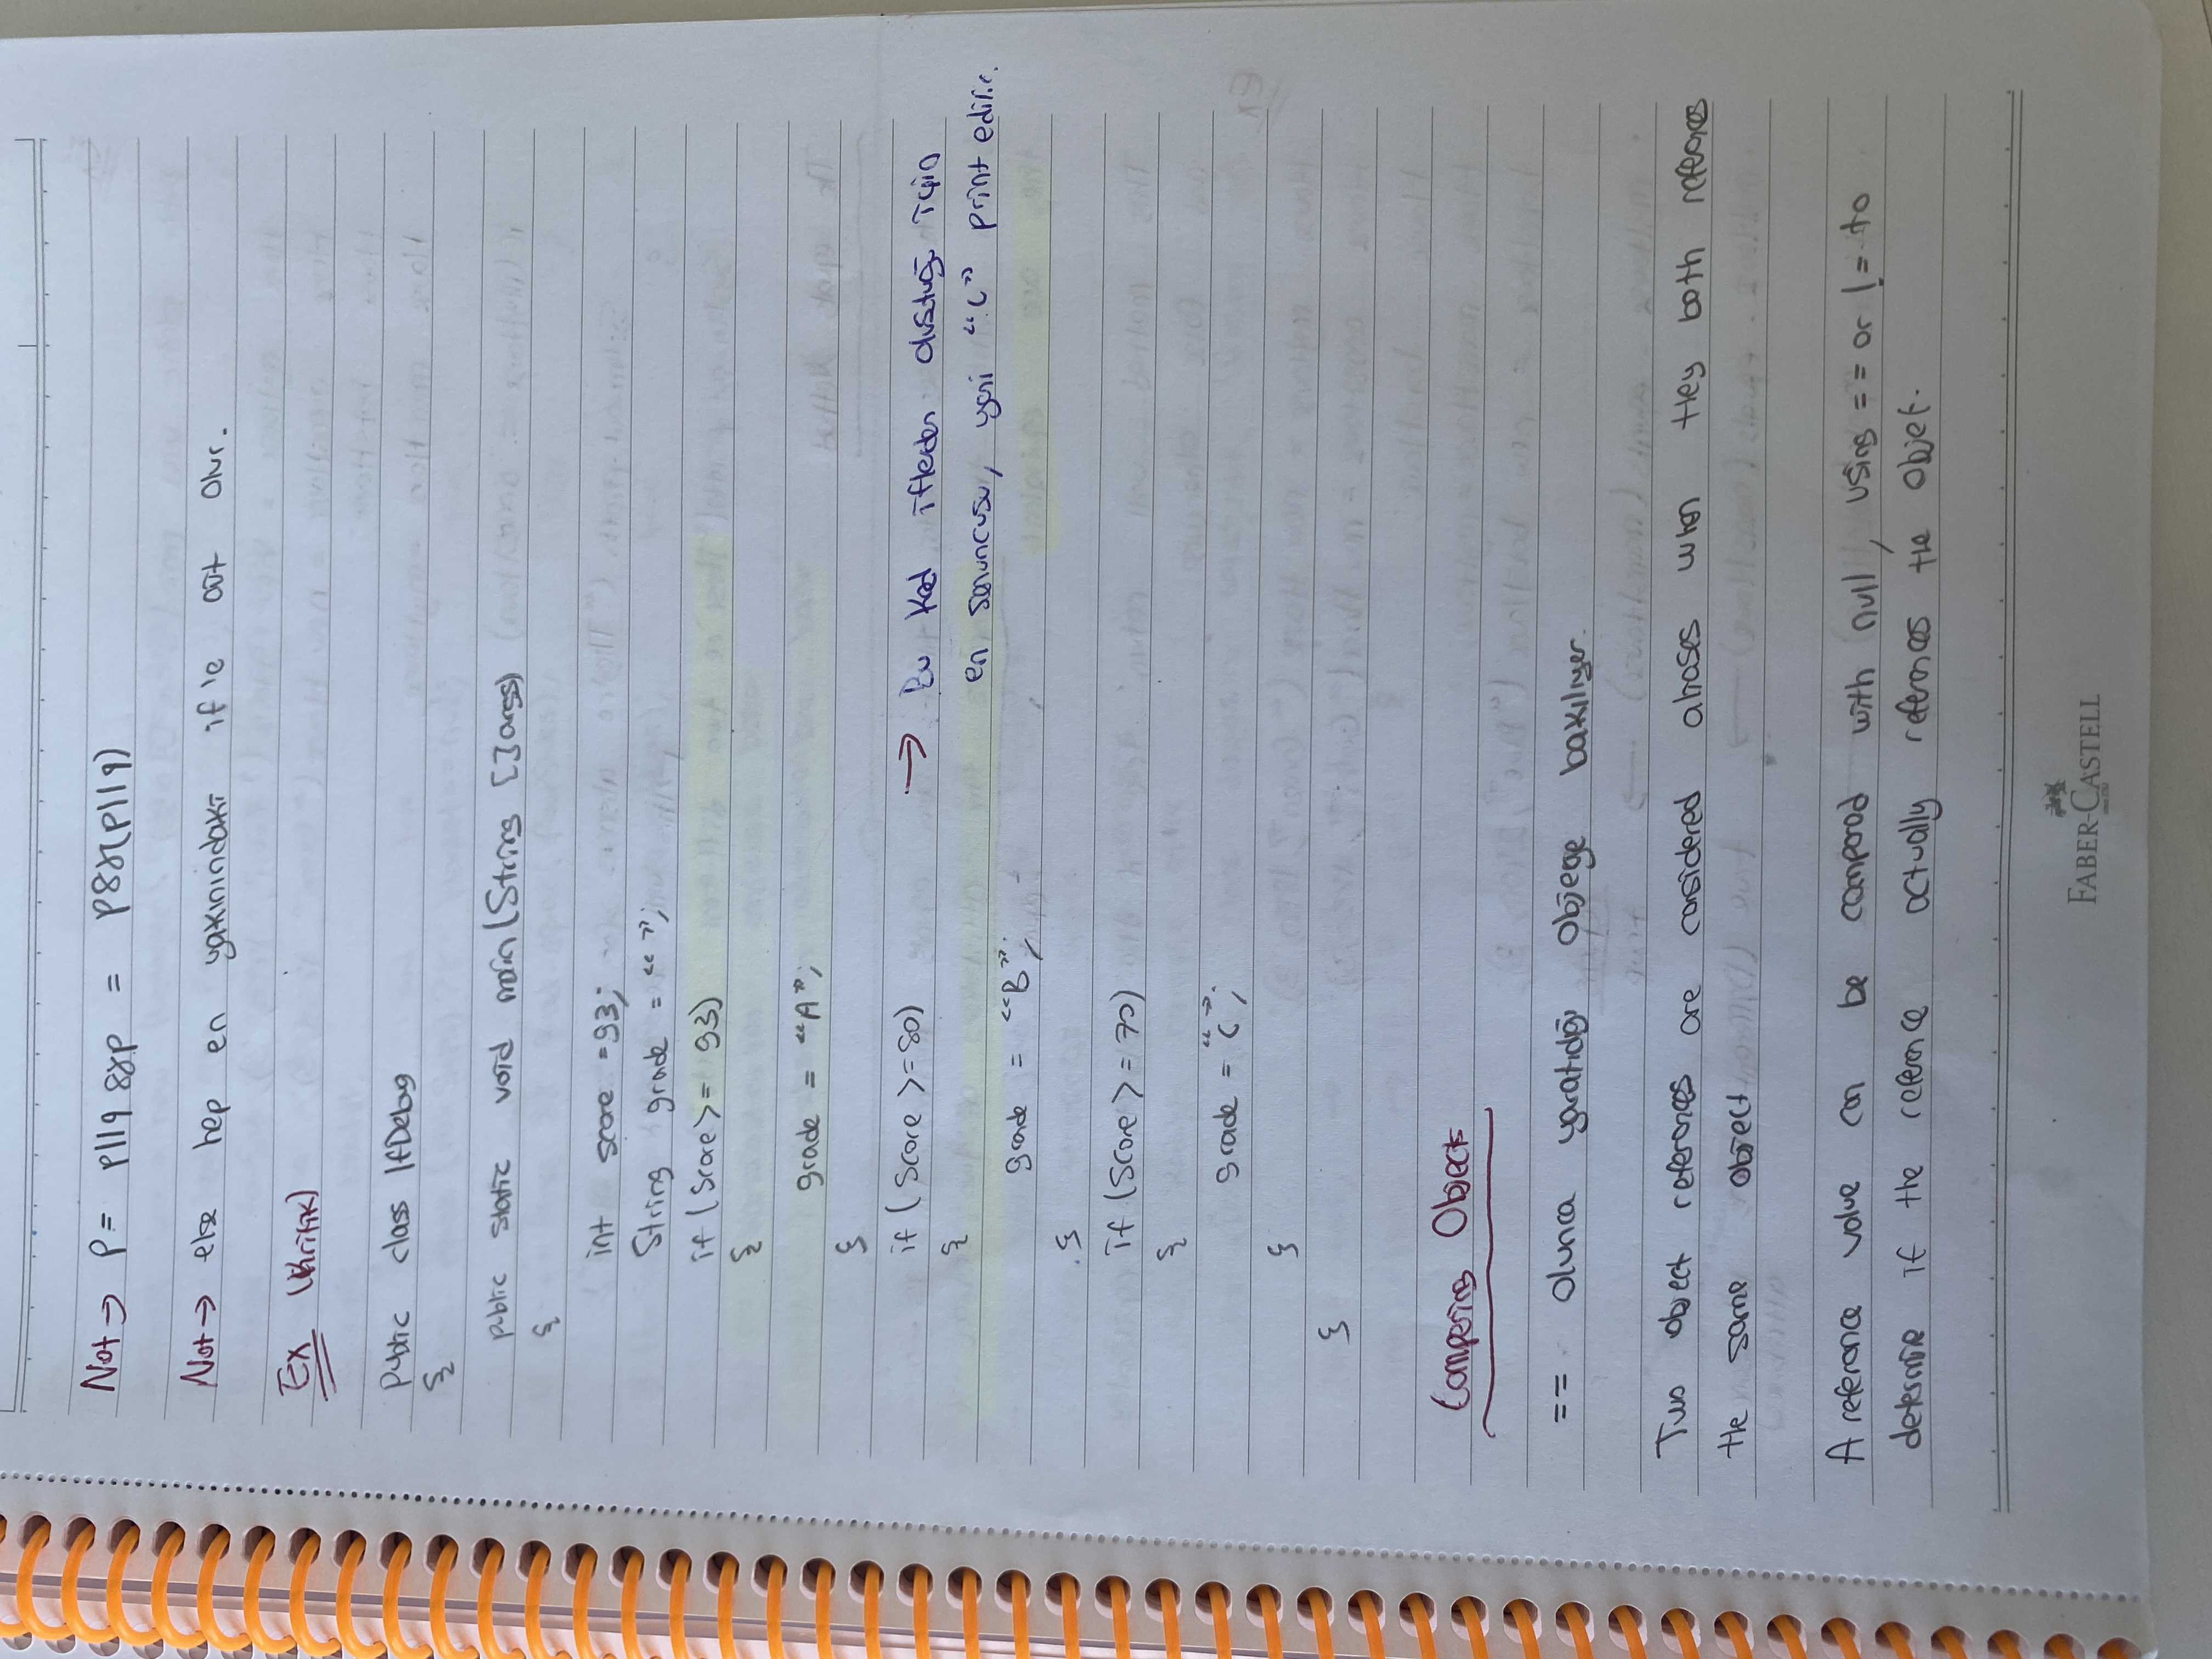 Not → P = p||q && p = p && (p||q)
Not → else hep en yakınındaki if'e ait olur.
Ex (kritik)
Public class IfDebug
{
public static void main(String []args)
{
int score = 93;
String grade = “ ”;
if (Score >= 93)
{
grade = “A”;
}
if (Score >= 80) → Bu kod iflerden oluştuğu için
{ en sonuncusu, yani “C” print edilir.
grade = “B”;
}
if (Score >= 70)
{
grade = “C”;
}
}
Comparing Objects
== olunca yaratıdığı objeye bakılıyor.
Two object references are considered aliases when they both references
the same object
A reference value can be compared with null, using == or != to
determine if the reference actually references the objet.
FABER-CASTELL